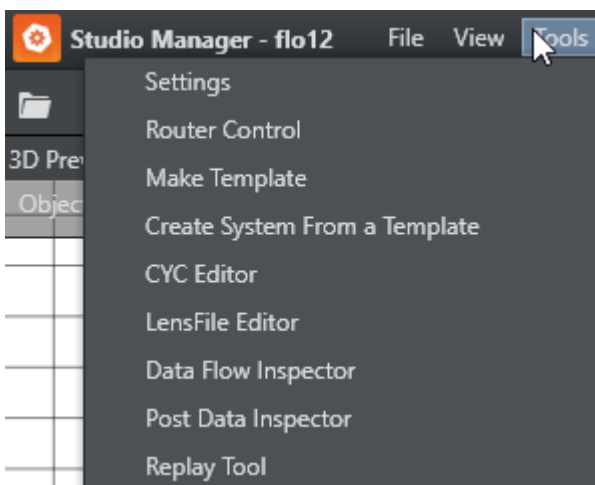 Studio Manager - flo12 File View Tools
Settings
Router Control
3D Prev
Make Template
Objec
Create System From a Template
CYC Editor
LensFile Editor
Data Flow Inspector
Post Data Inspector
Replay Tool